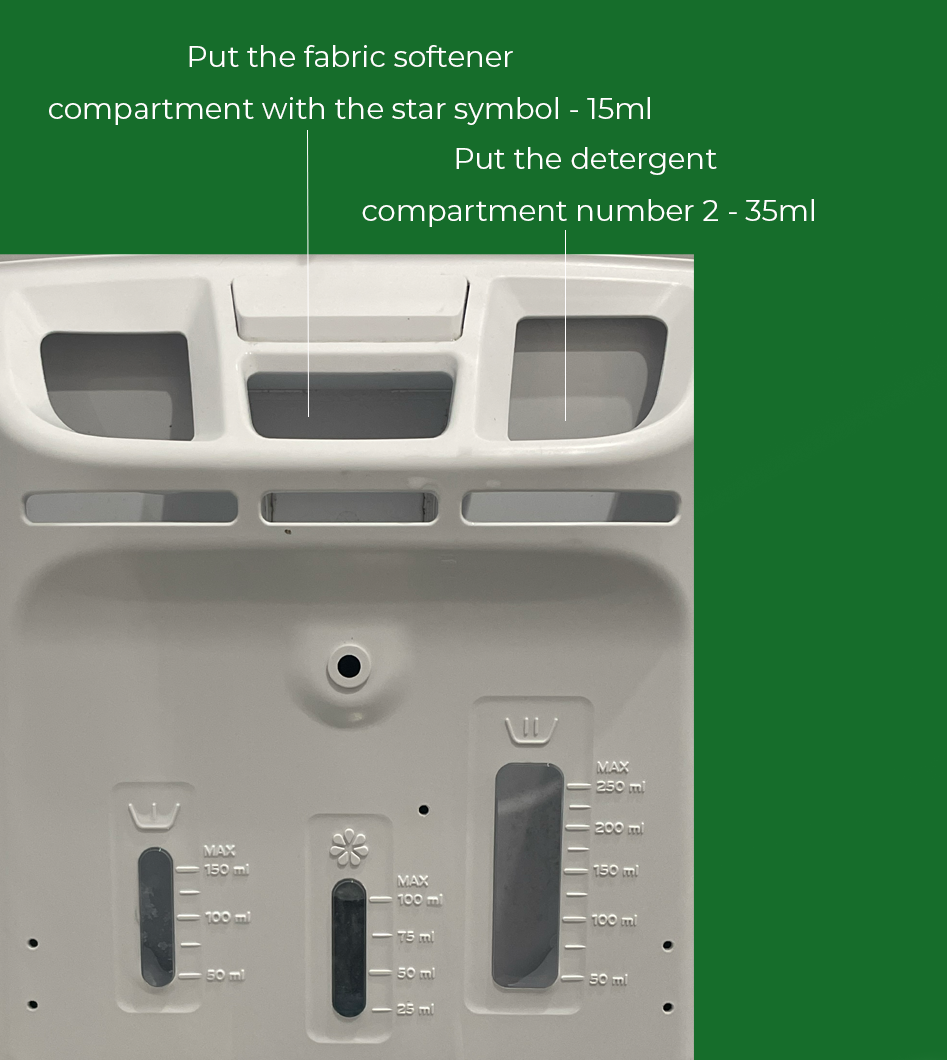 Put the fabric softener
compartment with the star symbol - 15ml
Put the detergent
compartment number 2 - 35ml
MAX
150 ml
100 ml
50 ml
MAX
100 ml
75 ml
50 ml
25 ml
MAX
250 ml
200 ml
150 ml
100 ml
50 ml